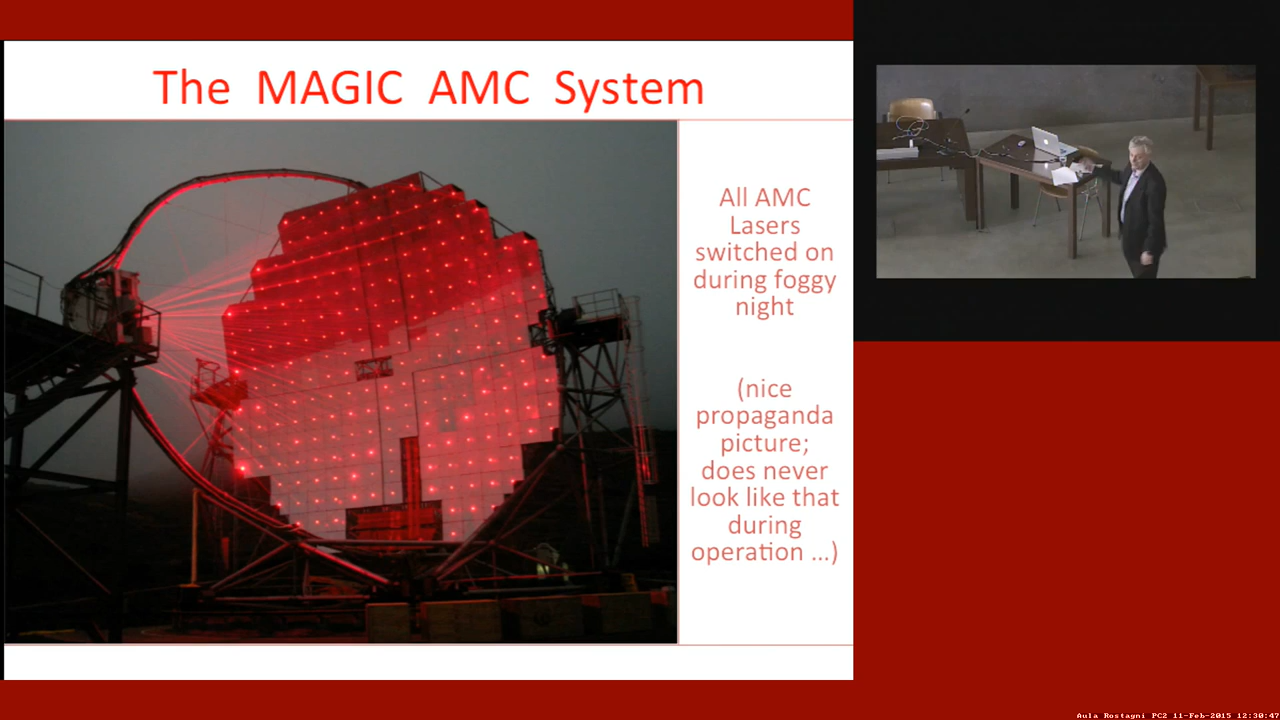 The MAGIC AMC System
All AMC
Lasers
switched on
during foggy
night
(nice
propaganda
picture;
does never
look like that
during
operation ...)
Aula Rostagni PC2 11-Feb-2015 12:30:47